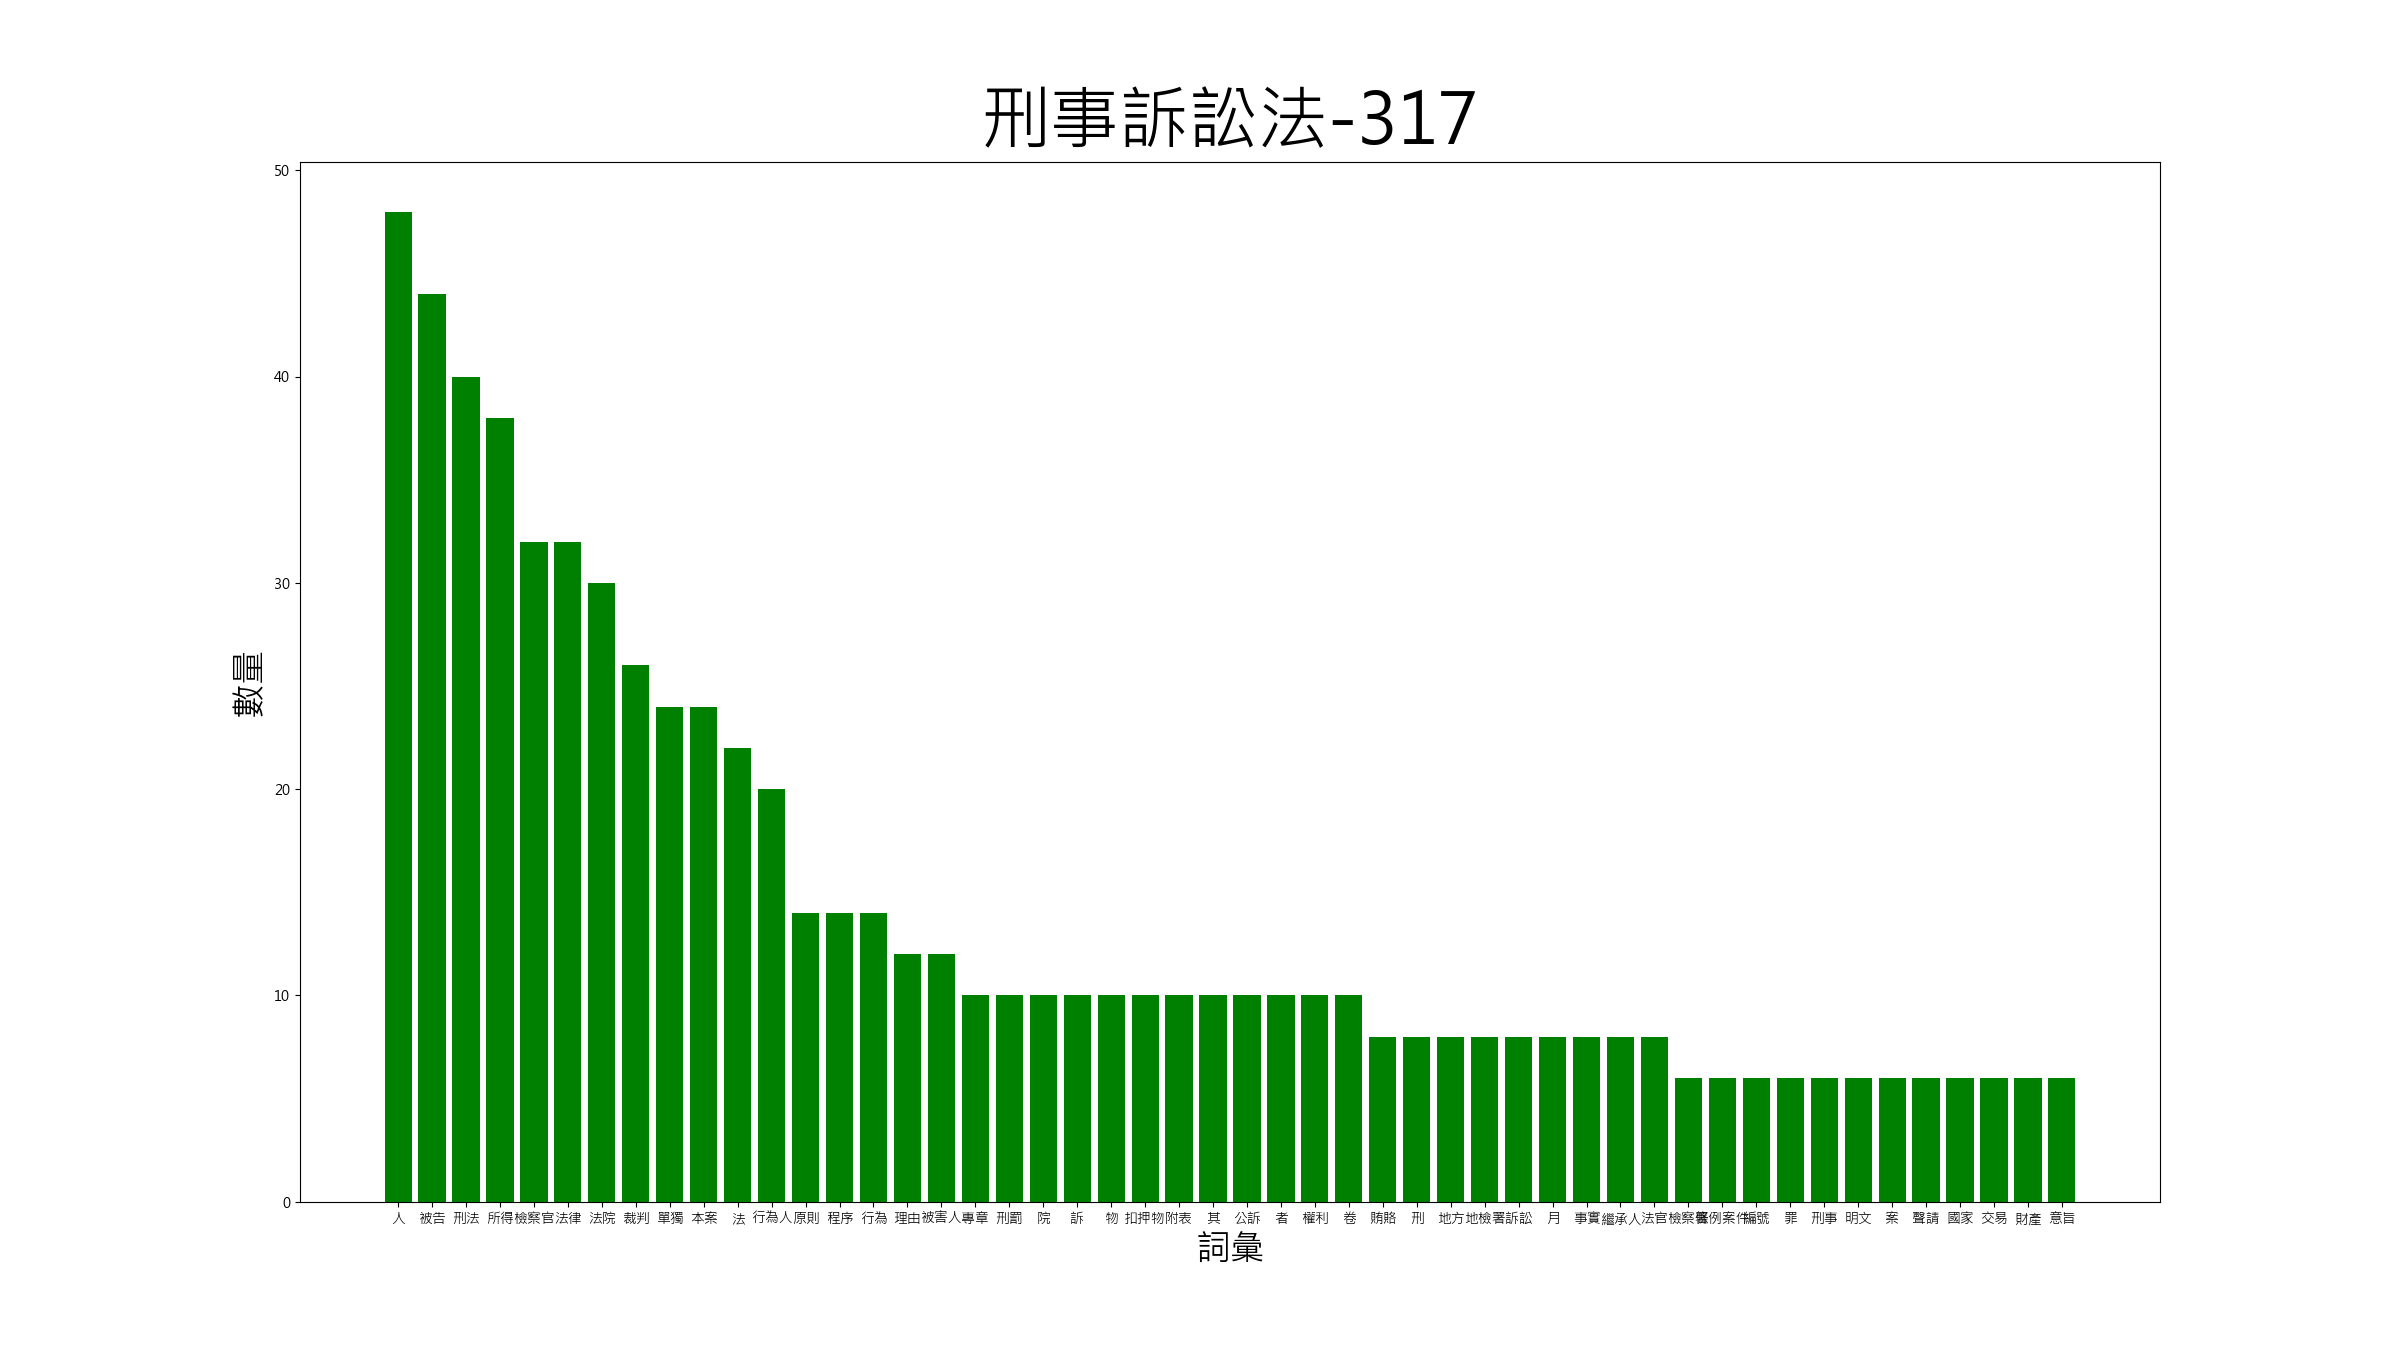 刑事訴訟法-317
50
40
30
20
10
0
數量
人 被告 刑法 所得 檢察官 法律 法院 裁判 單獨 本案 法 行為人 原則 程序 行為 理由 被害人 專章 刑罰 院 訴 物 扣押物 附表 其 公訴 者 權利 卷 賄賂 刑 地方 地檢署 訴訟 月 事實 繼承人 法官 檢察 例案件 編號 罪 刑事 明文 案 聲請 國家 交易 財產 意旨
詞彙